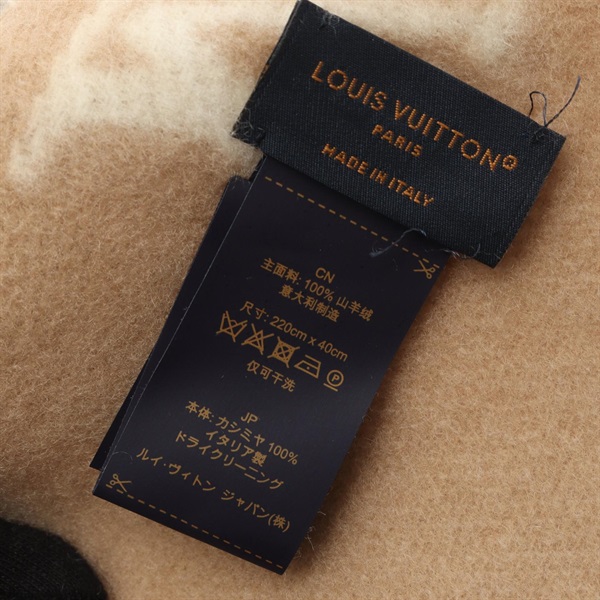 LOUIS VUITTON®
PARIS
MADE IN ITALY
CN
主面料: 100% 山羊绒
意大利制造
尺寸: 220cm x 40cm
P
仅可干洗
JP
本体: カシミヤ 100%
イタリア製
ドライクリーニング
ルイ・ヴィトン ジャパン(株)